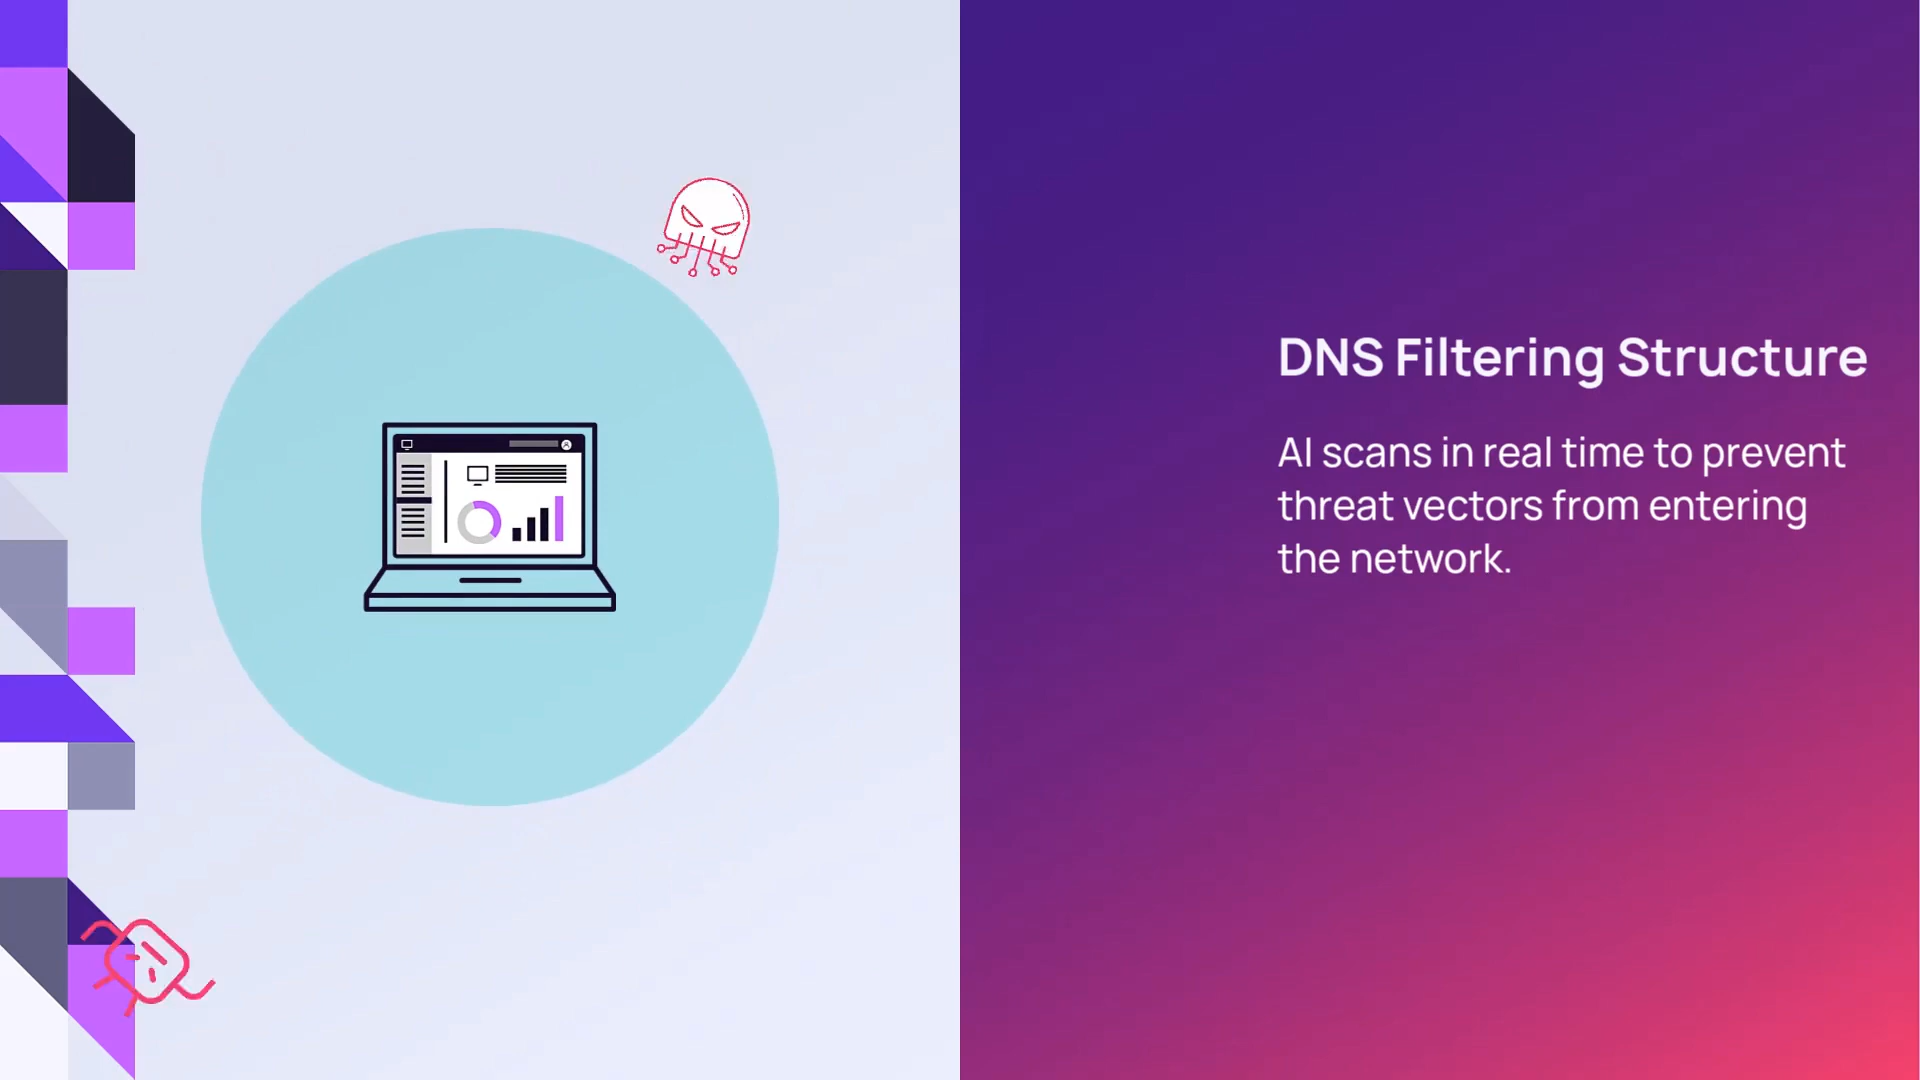 DNS Filtering Structure
AI scans in real time to prevent
threat vectors from entering
the network.